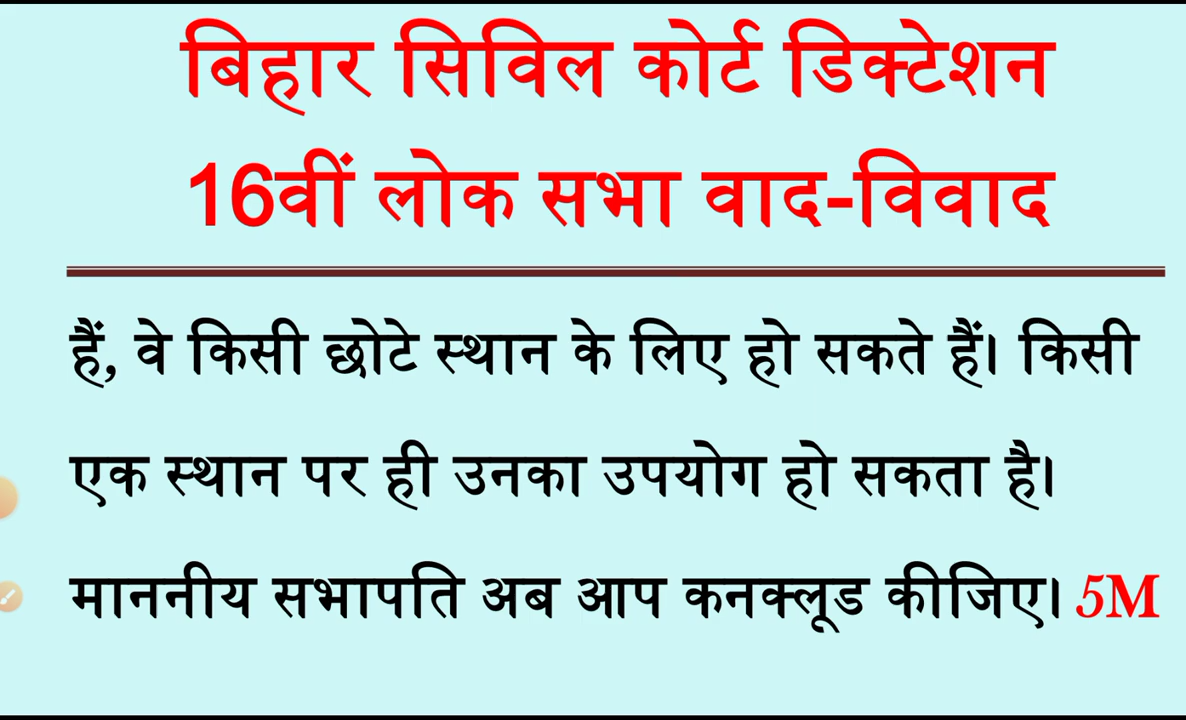 बिहार सिविल कोर्ट डिक्टेशन
16वीं लोक सभा वाद-विवाद
हैं, वे किसी छोटे स्थान के लिए हो सकते हैं। किसी
एक स्थान पर ही उनका उपयोग हो सकता है।
माननीय सभापति अब आप कनक्लूड कीजिए। 5M